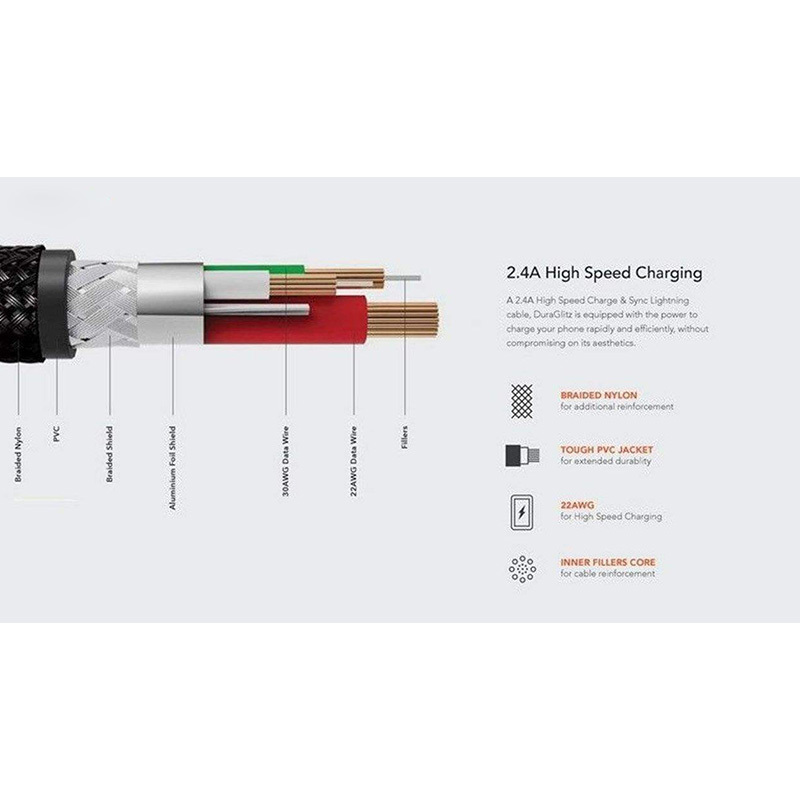 2.4A High Speed Charging
A 2.4A High Speed Charge & Sync Lightning
cable, DuraGlitz is equipped with the power to
charge your phone rapidly and efficiently, without
compromising on its aesthetics.
BRAIDED NYLON
for additional reinforcement
TOUGH PVC JACKET
for extended durablity
22AWG
for High Speed Charging
INNER FILLERS CORE
for cable reinforcement
Braided Nylon
PVC
Braided Shield
Aluminium Foil Shield
30AWG Data Wire
22AWG Data Wire
Fillers